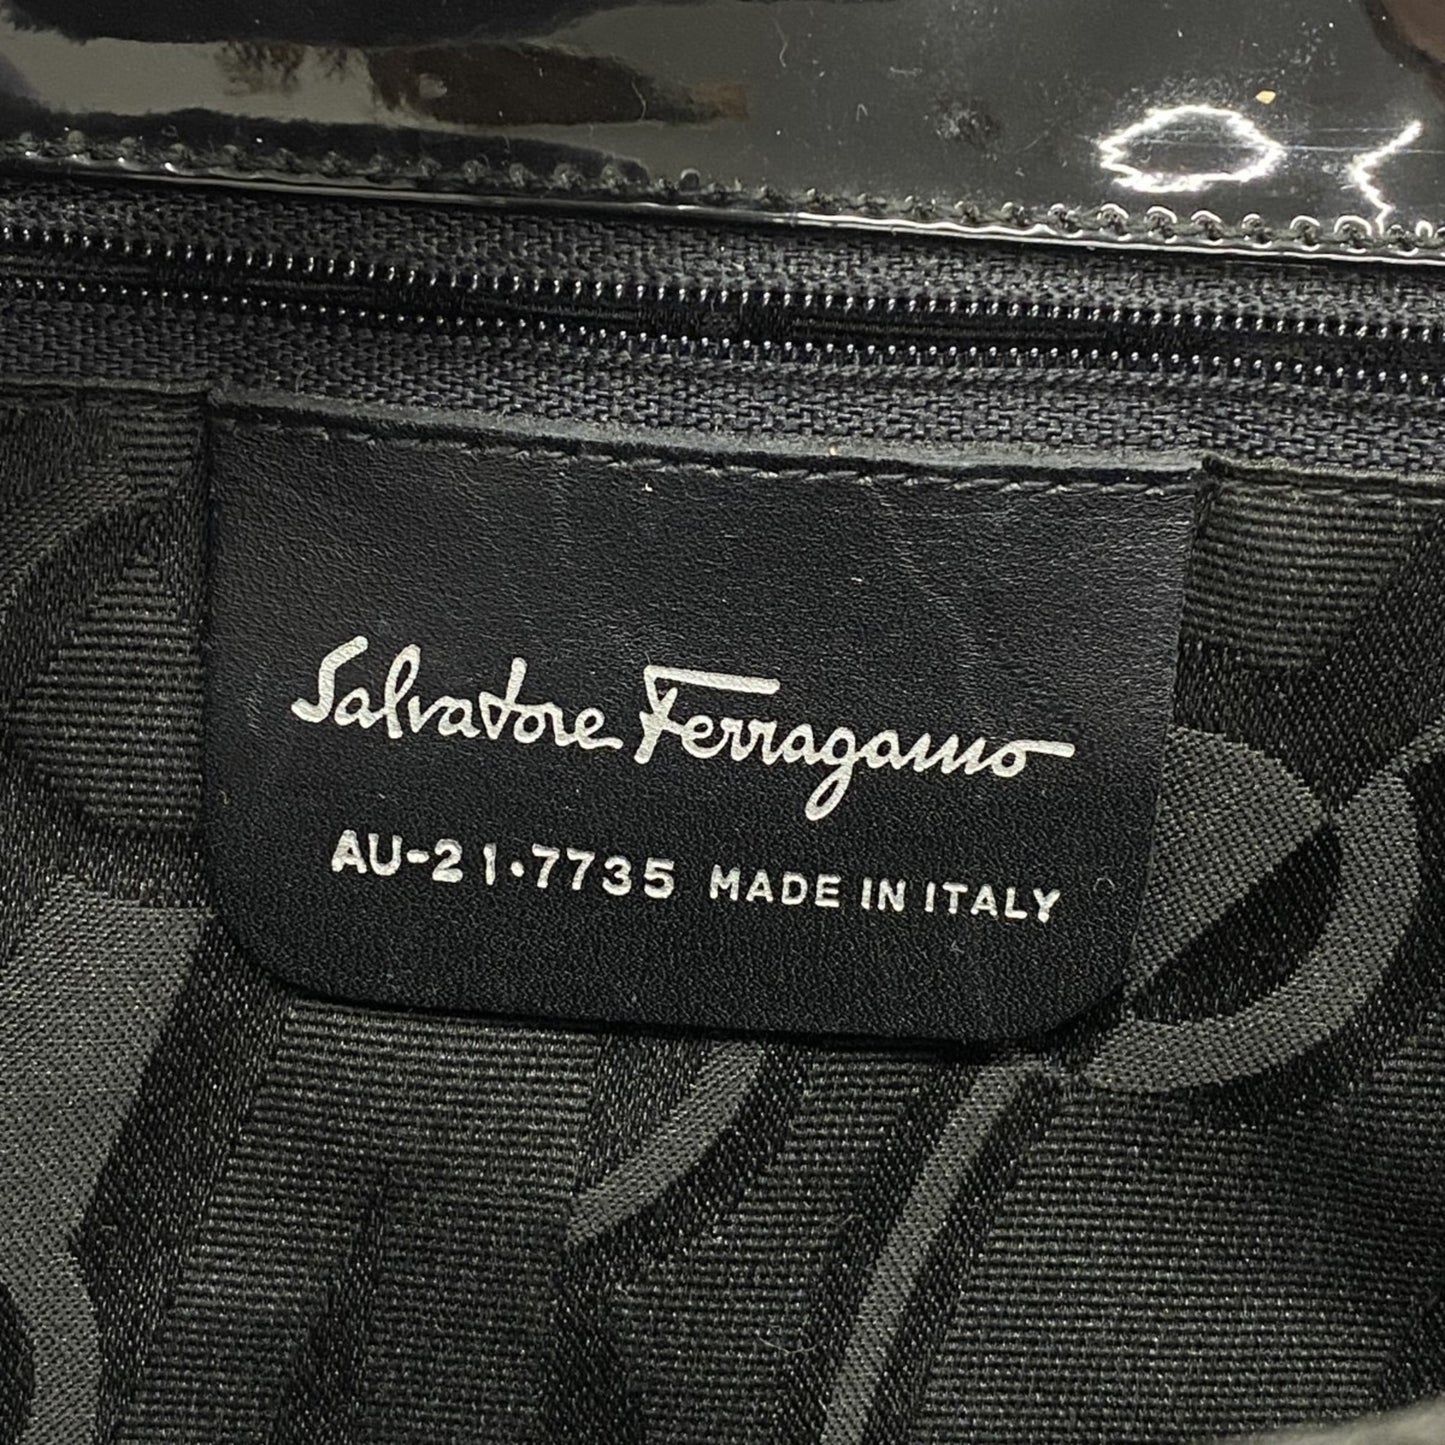 Salvatore Ferragamo
AU-21·7735 MADE IN ITALY